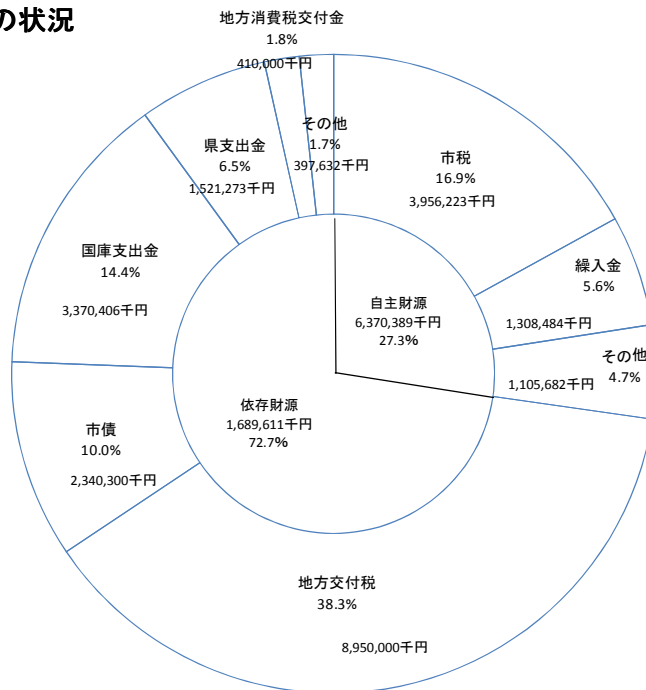 の状況
地方消費税交付金
1.8%
410,000千円
その他
1.7%
397,632千円
県支出金
6.5%
1,521,273千円
市税
16.9%
3,956,223千円
国庫支出金
14.4%
3,370,406千円
繰入金
5.6%
1,308,484千円
自主財源
6,370,389千円
27.3%
その他
4.7%
1,105,682千円
依存財源
1,689,611千円
72.7%
市債
10.0%
2,340,300千円
地方交付税
38.3%
8,950,000千円